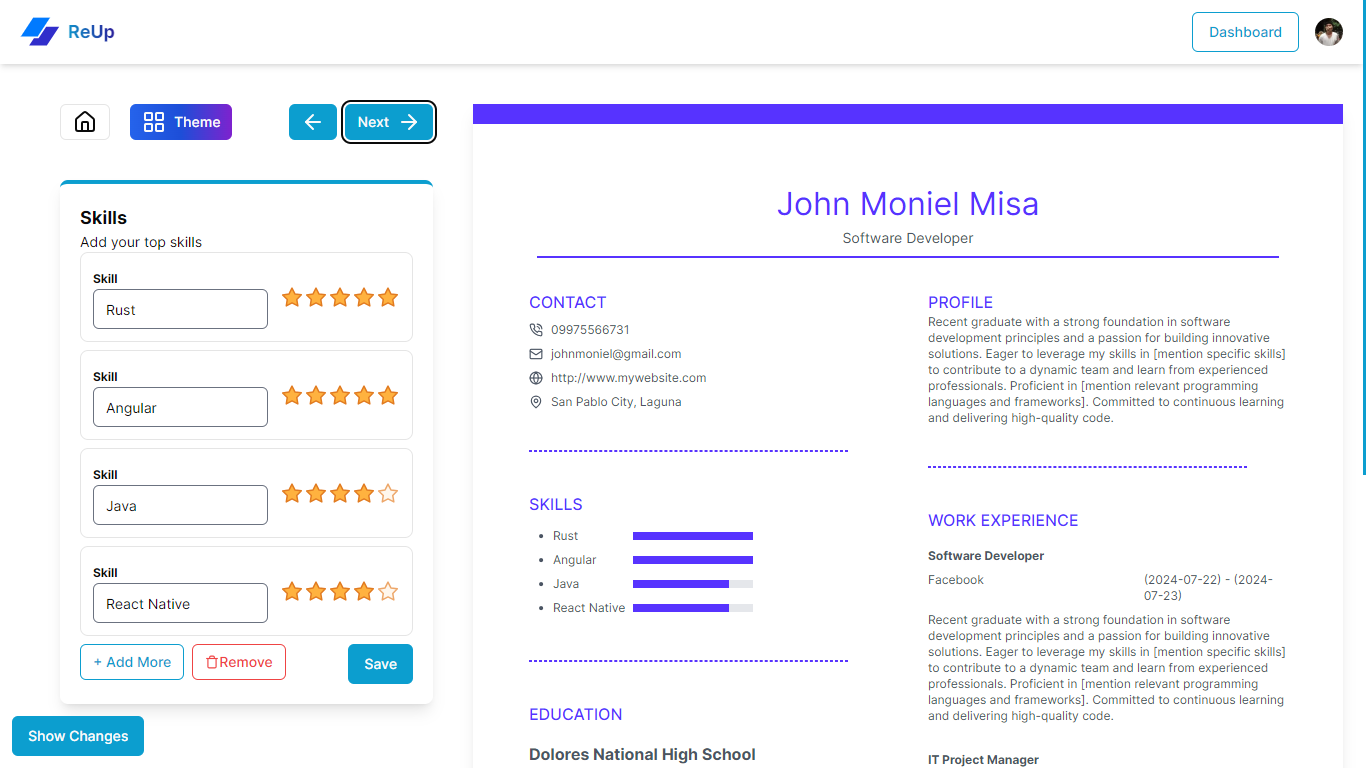 ReUp
Dashboard
Theme
Next
Skills
Add your top skills
Skill
Rust
Skill
Angular
Skill
Java
Skill
React Native
+ Add More
Remove
Save
Show Changes
John Moniel Misa
Software Developer
CONTACT
09975566731
johnmoniel@gmail.com
http://www.mywebsite.com
San Pablo City, Laguna
SKILLS
Rust
Angular
Java
React Native
EDUCATION
Dolores National High School
PROFILE
Recent graduate with a strong foundation in software
development principles and a passion for building innovative
solutions. Eager to leverage my skills in [mention specific skills]
to contribute to a dynamic team and learn from experienced
professionals. Proficient in [mention relevant programming
languages and frameworks]. Committed to continuous learning
and delivering high-quality code.
WORK EXPERIENCE
Software Developer
Facebook (2024-07-22) - (2024-
07-23)
Recent graduate with a strong foundation in software
development principles and a passion for building innovative
solutions. Eager to leverage my skills in [mention specific skills]
to contribute to a dynamic team and learn from experienced
professionals. Proficient in [mention relevant programming
languages and frameworks]. Committed to continuous learning
and delivering high-quality code.
IT Project Manager